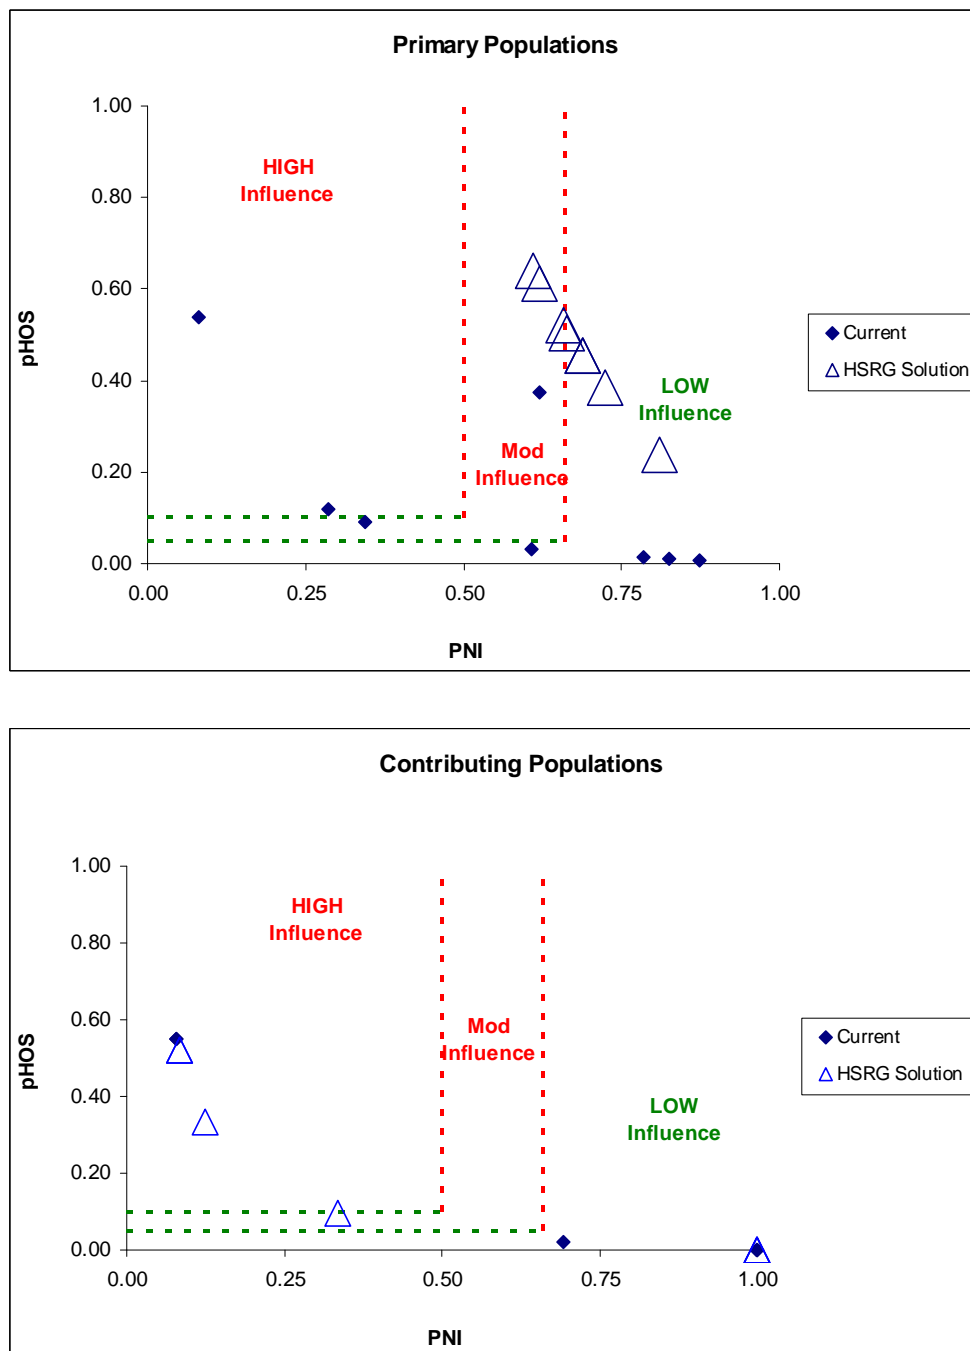 Primary Populations
1.00
0.80
0.60
0.40
0.20
0.00
pHOS
HIGH
Influence
Mod
Influence
LOW
Influence
0.00 0.25 0.50 0.75 1.00
PNI
Current
HSRG Solution
Contributing Populations
1.00
0.80
0.60
0.40
0.20
0.00
pHOS
HIGH
Influence
Mod
Influence
LOW
Influence
0.00 0.25 0.50 0.75 1.00
PNI
Current
HSRG Solution